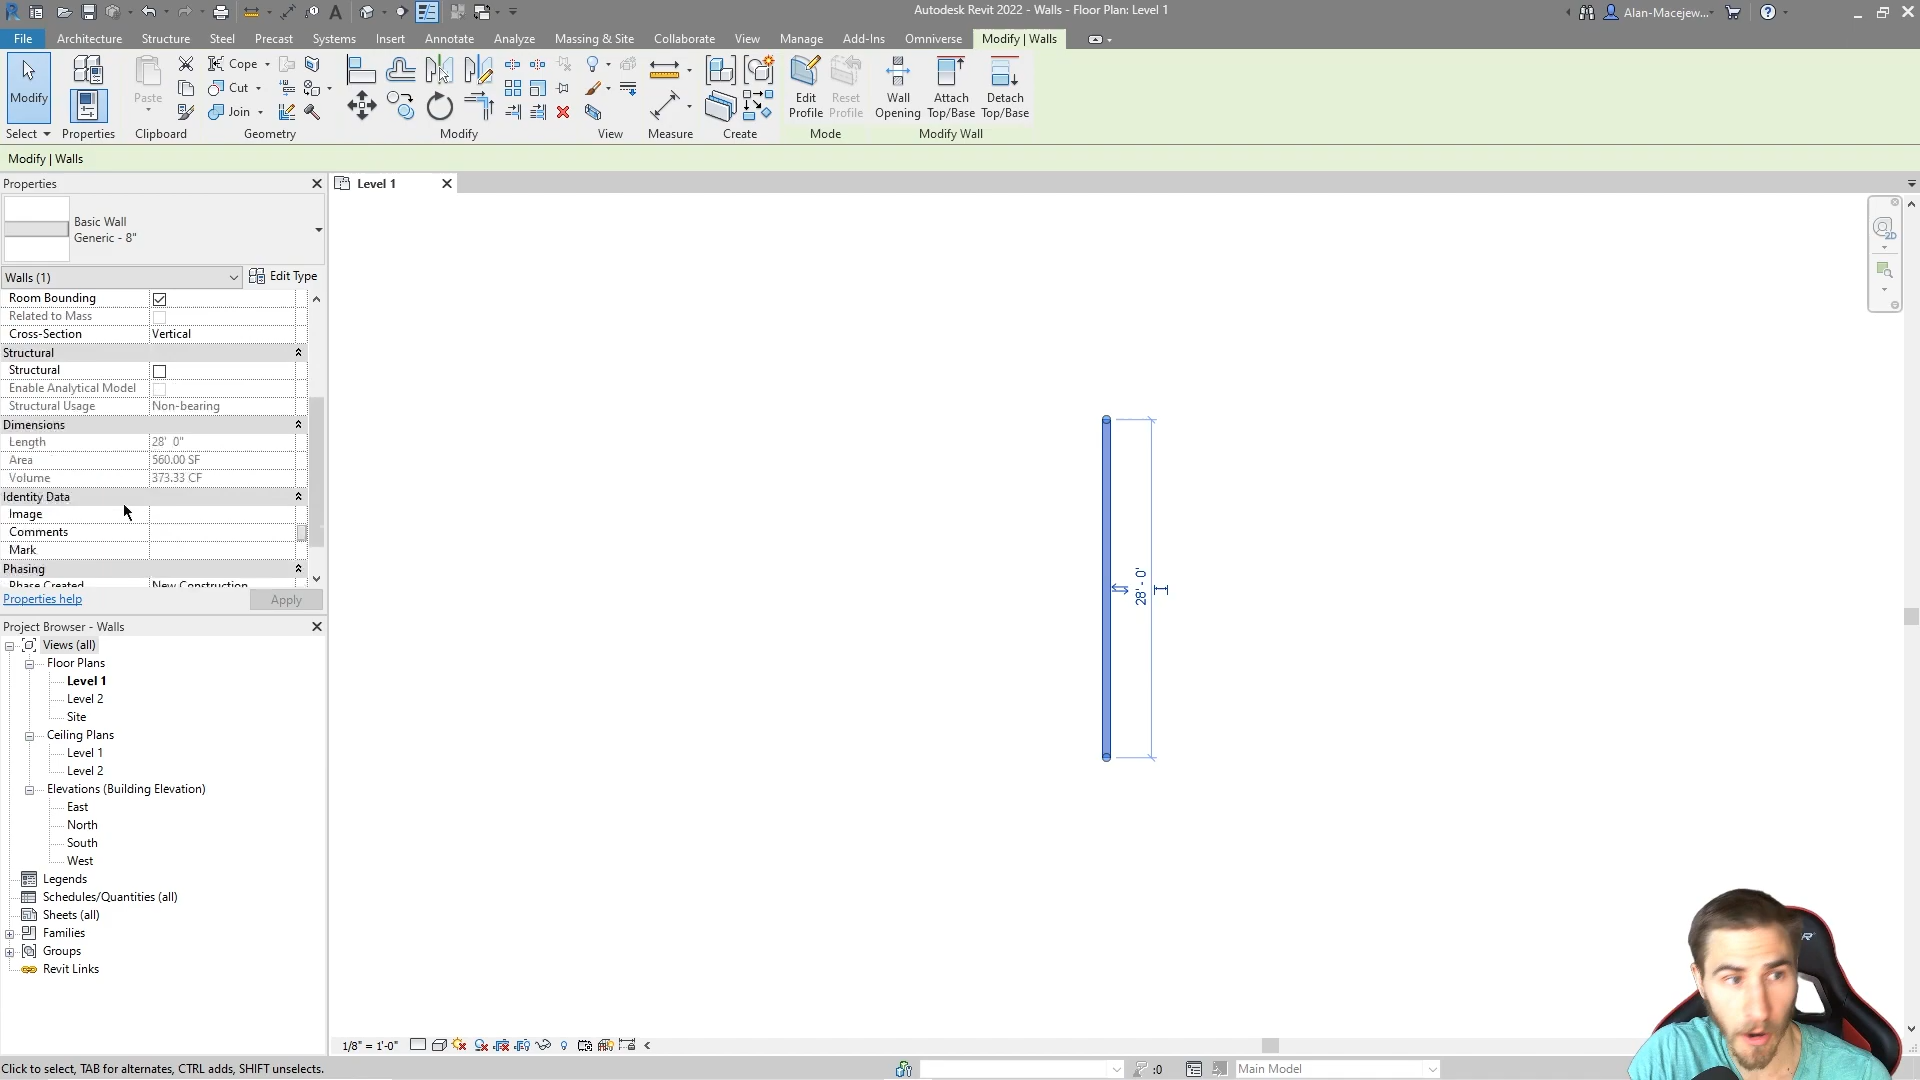 Autodesk Revit 2022 - Walls - Floor Plan: Level 1
Alan-Macejew...
File
Architecture
Structure
Steel
Precast
Systems
Insert
Annotate
Analyze
Massing & Site
Collaborate
View
Manage
Add-Ins
Omniverse
Modify | Walls
Modify
Paste
Cope
Cut
Join
Edit
Profile
Reset
Profile
Wall
Opening
Attach
Top/Base
Detach
Top/Base
Select
Properties
Clipboard
Geometry
Modify
View
Measure
Create
Mode
Modify Wall
Modify | Walls
Properties
Level 1
Basic Wall
Generic - 8"
2D
Walls (1)
Edit Type
Room Bounding
Related to Mass
Cross-Section Vertical
Structural
Structural
Enable Analytical Model
Structural Usage Non-bearing
Dimensions
Length 28' 0"
Area 560.00 SF
Volume 373.33 CF
Identity Data
Image
Comments
Mark
Phasing
Phase Created New Construction
Properties help
Apply
28' - 0"
Project Browser - Walls
Views (all)
Floor Plans
Level 1
Level 2
Site
Ceiling Plans
Level 1
Level 2
Elevations (Building Elevation)
East
North
South
West
Legends
Schedules/Quantities (all)
Sheets (all)
Families
Groups
Revit Links
1/8" = 1'-0"
Click to select, TAB for alternates, CTRL adds, SHIFT unselects.
:0
Main Model